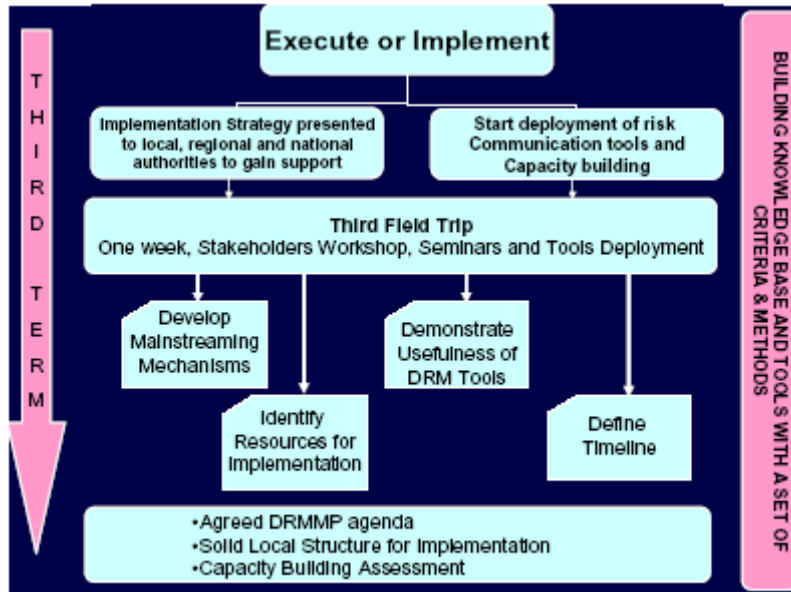 Execute or Implement
Implementation Strategy presented
to local, regional and national
authorities to gain support
Start deployment of risk
Communication tools and
Capacity building
Third Field Trip
One week, Stakeholders Workshop, Seminars and Tools Deployment
Develop
Mainstreaming
Mechanisms
Demonstrate
Usefulness of
DRM Tools
Identify
Resources for
Implementation
Define
Timeline
•Agreed DRMMP agenda
•Solid Local Structure for Implementation
•Capacity Building Assessment
THIRD TERM
BUILDING KNOWLEDGE BASE AND TOOLS WITH A SET OF
CRITERIA & METHODS